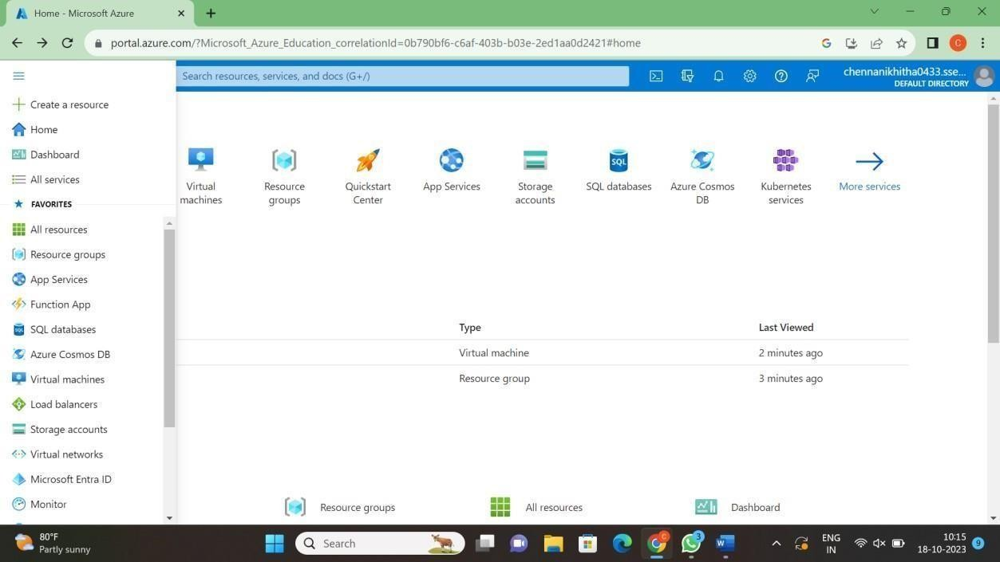 Home - Microsoft Azure
portal.azure.com/?Microsoft_Azure_Education_correlationId=0b790bf6-c6af-403b-b03e-2ed1aa0d2421#home
G
C
Search resources, services, and docs (G+/)
chennanikhitha0433.sse...
DEFAULT DIRECTORY
Create a resource
Home
Dashboard
All services
FAVORITES
All resources
Resource groups
App Services
Function App
SQL databases
Azure Cosmos DB
Virtual machines
Load balancers
Storage accounts
Virtual networks
Microsoft Entra ID
Monitor
Virtual
machines
Resource
groups
Quickstart
Center
App Services
Storage
accounts
SQL
SQL databases
Azure Cosmos
DB
Kubernetes
services
More services
Type
Last Viewed
Virtual machine
2 minutes ago
Resource group
3 minutes ago
Resource groups
All resources
Dashboard
80°F
Partly sunny
Search
C
3
W
ENG
IN
10:15
18-10-2023
9